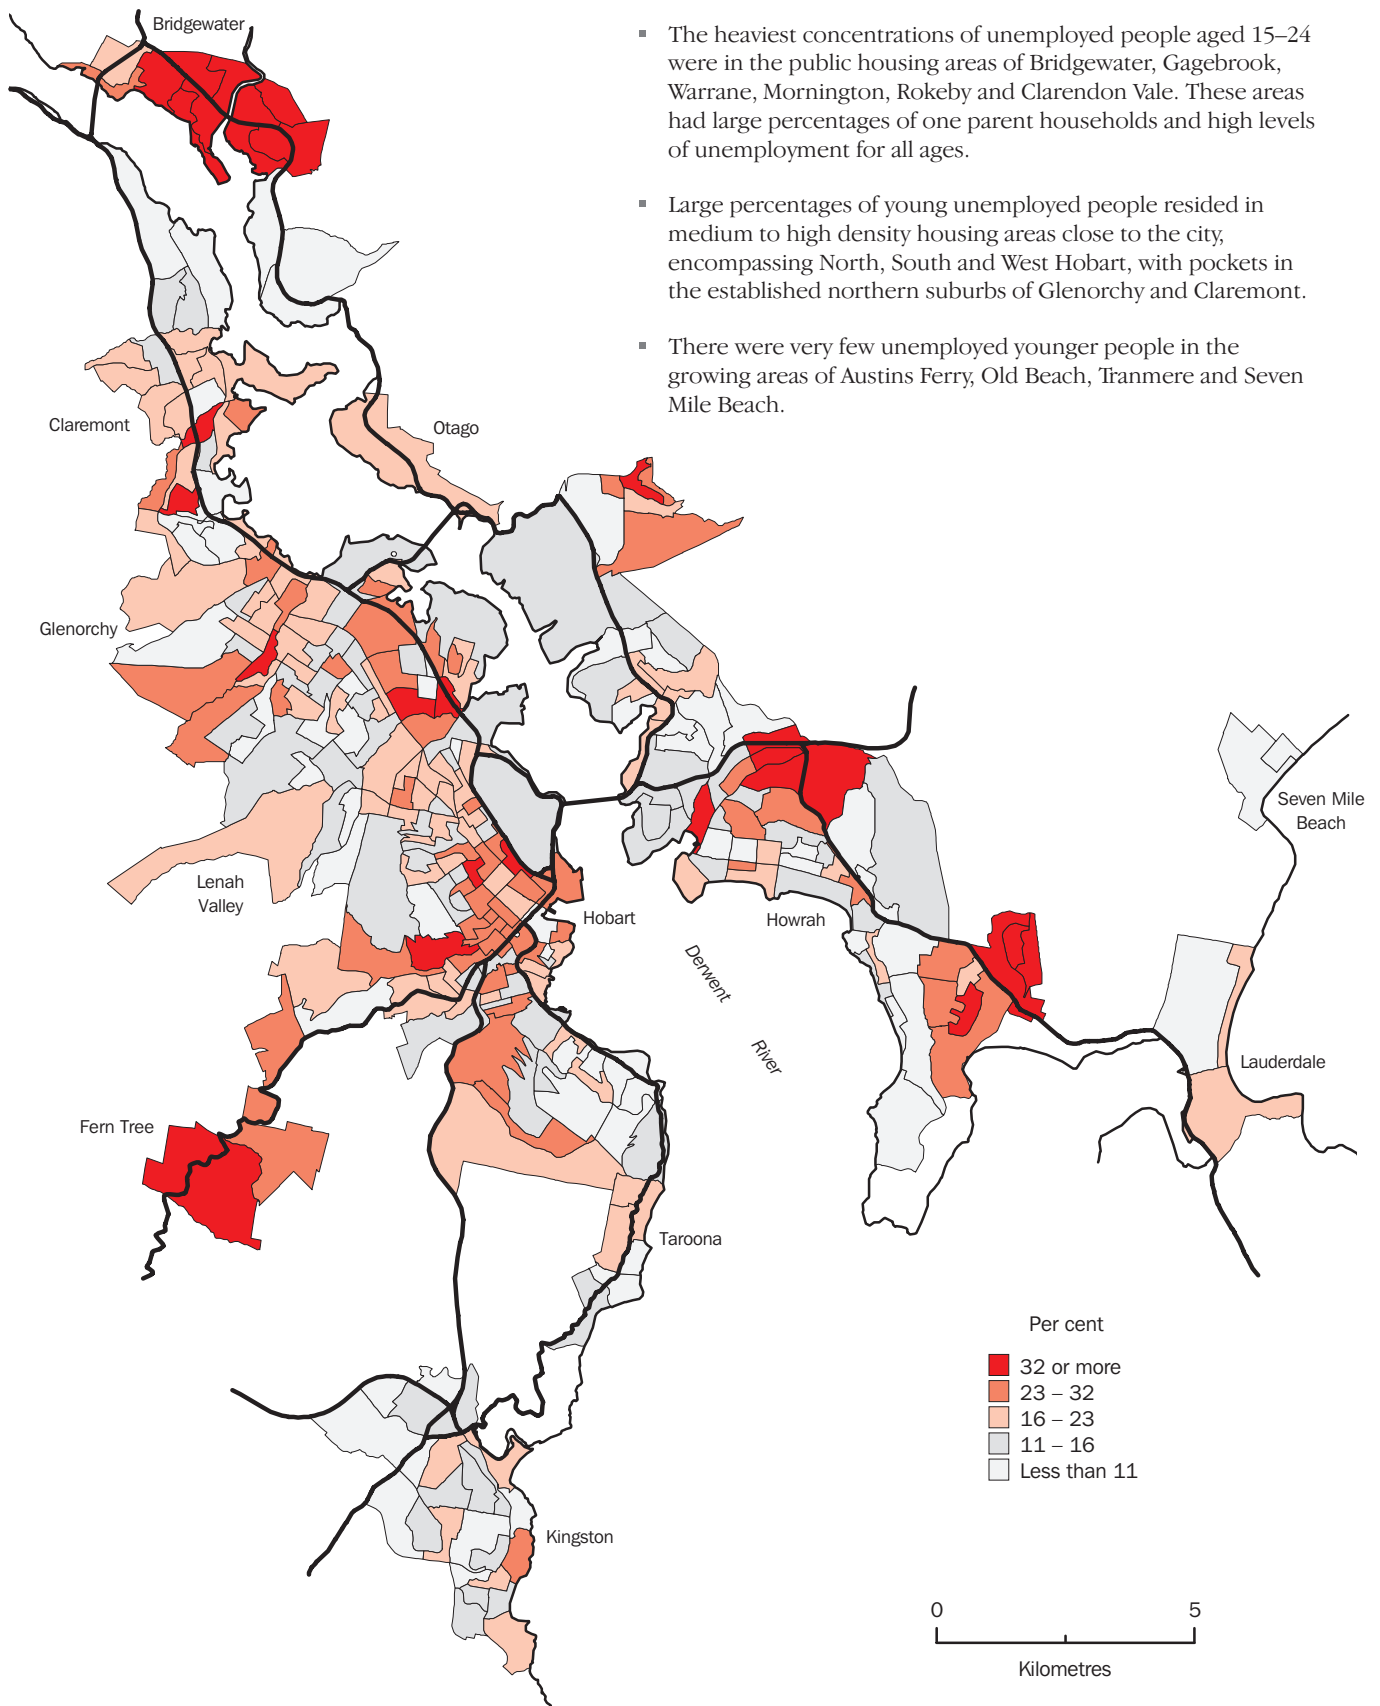 Bridgewater
▪ The heaviest concentrations of unemployed people aged 15–24
were in the public housing areas of Bridgewater, Gagebrook,
Warrane, Mornington, Rokeby and Clarendon Vale. These areas
had large percentages of one parent households and high levels
of unemployment for all ages.
▪ Large percentages of young unemployed people resided in
medium to high density housing areas close to the city,
encompassing North, South and West Hobart, with pockets in
the established northern suburbs of Glenorchy and Claremont.
▪ There were very few unemployed younger people in the
growing areas of Austins Ferry, Old Beach, Tranmere and Seven
Mile Beach.
Claremont
Otago
Glenorchy
Seven Mile
Beach
Lenah
Valley
Hobart
Howrah
Derwent
River
Lauderdale
Fern Tree
Taroona
Per cent
32 or more
23 – 32
16 – 23
11 – 16
Less than 11
Kingston
0 5
Kilometres